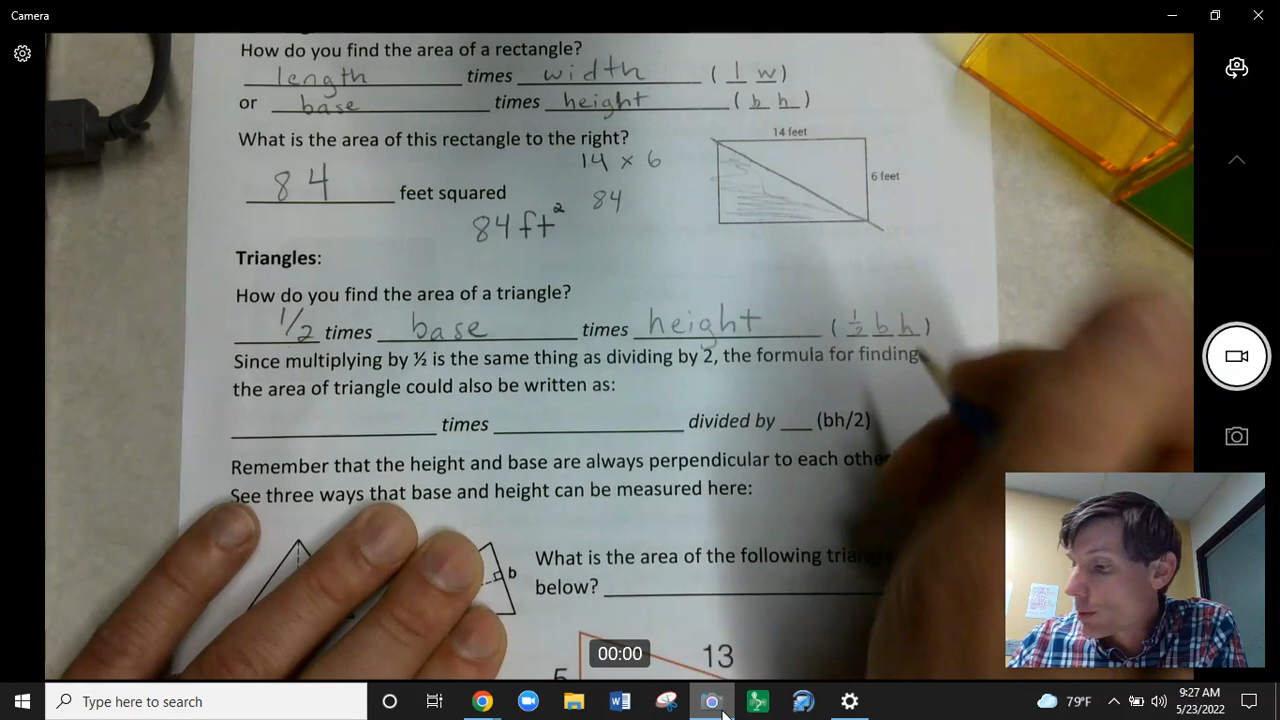 Camera
How do you find the area of a rectangle?
length times width ( l w )
or base times height ( b h )
What is the area of this rectangle to the right?
14 feet
14 × 6
6 feet
84 feet squared
84
84 ft²
Triangles:
How do you find the area of a triangle?
1/2 times base times height ( 1/2 b h )
Since multiplying by ½ is the same thing as dividing by 2, the formula for finding
the area of triangle could also be written as:
times divided by (bh/2)
Remember that the height and base are always perpendicular to each othe
See three ways that base and height can be measured here:
What is the area of the following trian
b
below?
13
5
00:00
Type here to search
79°F
9:27 AM
5/23/2022